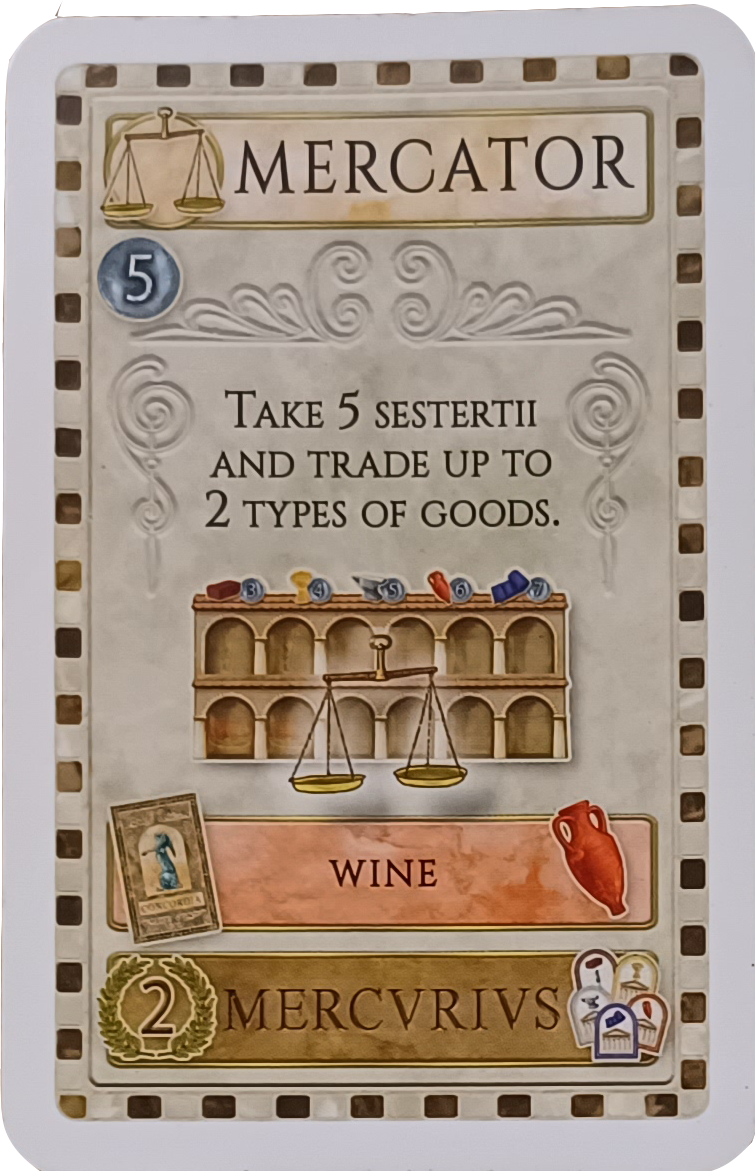 MERCATOR
5
TAKE 5 SESTERTII
AND TRADE UP TO
2 TYPES OF GOODS.
3 4 5 6 7
WINE
CONCORDIA
2 MERCVRIVS